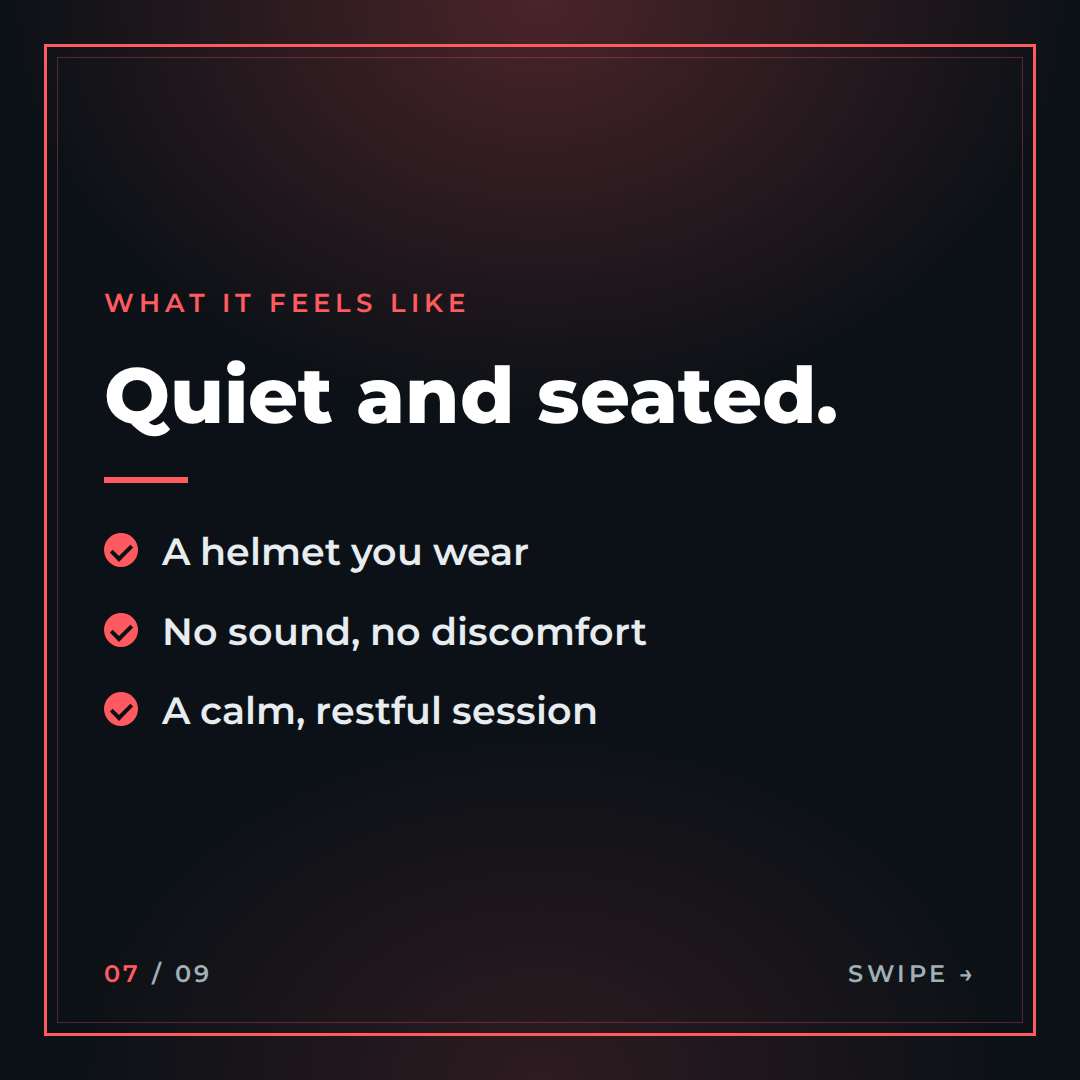 WHAT IT FEELS LIKE
Quiet and seated.
A helmet you wear
No sound, no discomfort
A calm, restful session
07 / 09
SWIPE →